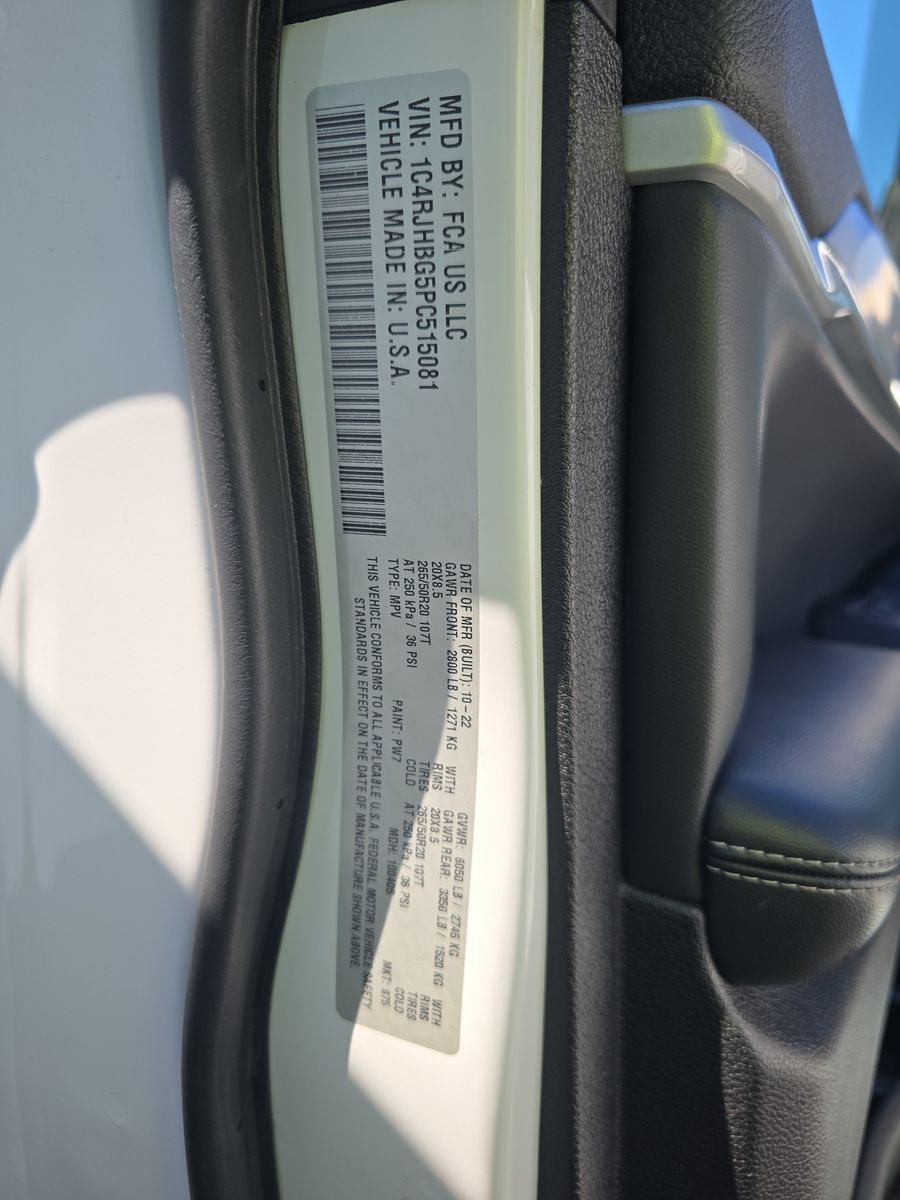 MFD BY: FCA US LLC
VIN: 1C4RJHBG5PC515081
VEHICLE MADE IN: U.S.A.
DATE OF MFR (BUILT): 10-22 GVWR: 6050 LB / 2745 KG
GAWR FRONT: 2800 LB / 1271 KG WITH GAWR REAR: 3350 LB / 1520 KG WITH
20X8.5 RIMS 20X8.5 RIMS
265/50R20 107T TIRES 265/50R20 107T TIRES
AT 250 kPa / 36 PSI COLD AT 250 kPa / 36 PSI COLD
TYPE: MPV PAINT: PW7 MDH: 100405 MKT: 875
THIS VEHICLE CONFORMS TO ALL APPLICABLE U.S.A. FEDERAL MOTOR VEHICLE SAFETY
STANDARDS IN EFFECT ON THE DATE OF MANUFACTURE SHOWN ABOVE.